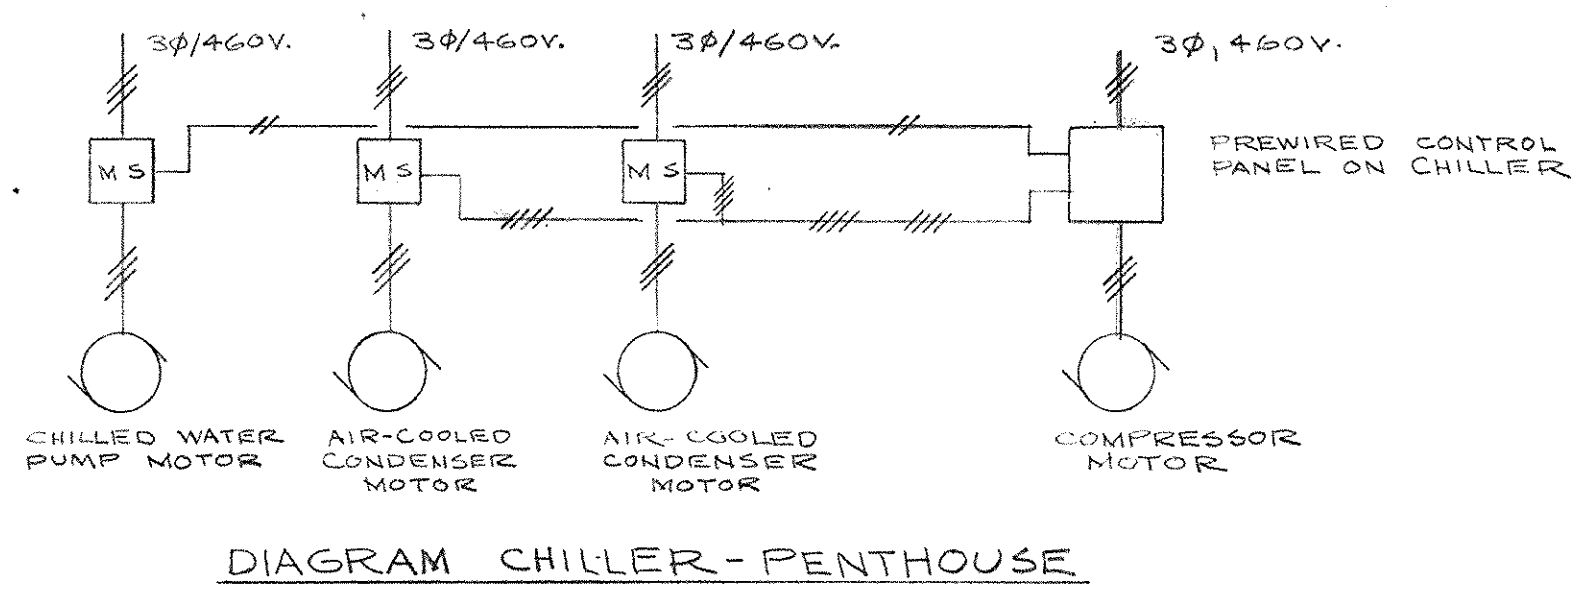 3Ø/460V.
3Ø/460V.
3Ø/460V.
3Ø, 460V.
MS
MS
MS
PREWIRED CONTROL
PANEL ON CHILLER
CHILLED WATER
PUMP MOTOR
AIR-COOLED
CONDENSER
MOTOR
AIR-COOLED
CONDENSER
MOTOR
COMPRESSOR
MOTOR
DIAGRAM CHILLER-PENTHOUSE